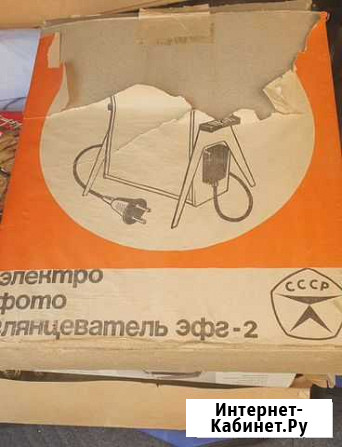 электро
фото
глянцеватель эфг-2
СССР
Интернет-
Кабинет.Ру